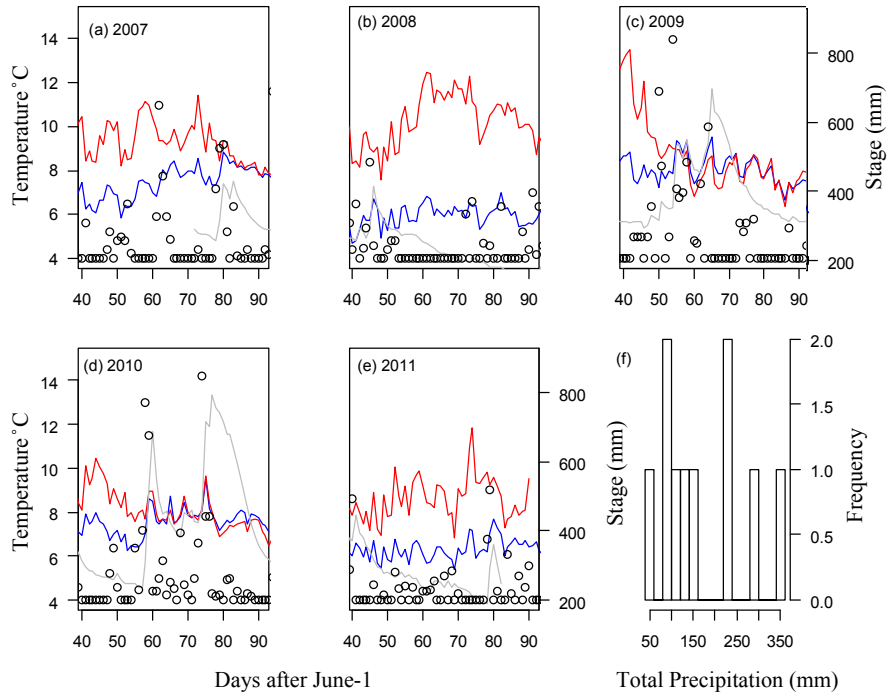 (a) 2007
(b) 2008
(c) 2009
Temperature°C
14
12
10
8
6
4
40 50 60 70 80 90
40 50 60 70 80 90
40 50 60 70 80 90
800
600
400
200
Stage (mm)
(d) 2010
(e) 2011
(f)
Temperature°C
14
12
10
8
6
4
800
600
400
200
Stage (mm)
2.0
1.5
1.0
0.5
0.0
Frequency
40 50 60 70 80 90
40 50 60 70 80 90
50 150 250 350
Days after June-1
Total Precipitation (mm)